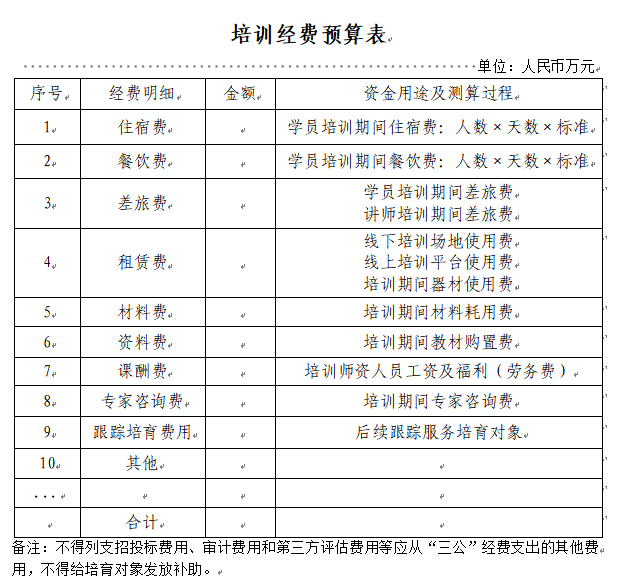 培训经费预算表
单位：人民币万元
序号 经费明细 金额 资金用途及测算过程
1 住宿费 学员培训期间住宿费：人数×天数×标准
2 餐饮费 学员培训期间餐饮费：人数×天数×标准
3 差旅费 学员培训期间差旅费
讲师培训期间差旅费
4 租赁费 线下培训场地使用费
线上培训平台使用费
培训期间器材使用费
5 材料费 培训期间材料耗用费
6 资料费 培训期间教材购置费
7 课酬费 培训师资人员工资及福利（劳务费）
8 专家咨询费 培训期间专家咨询费
9 跟踪培育费用 后续跟踪服务培育对象
10 其他
...
合计
备注：不得列支招投标费用、审计费用和第三方评估费用等应从“三公”经费支出的其他费
用，不得给培育对象发放补助。